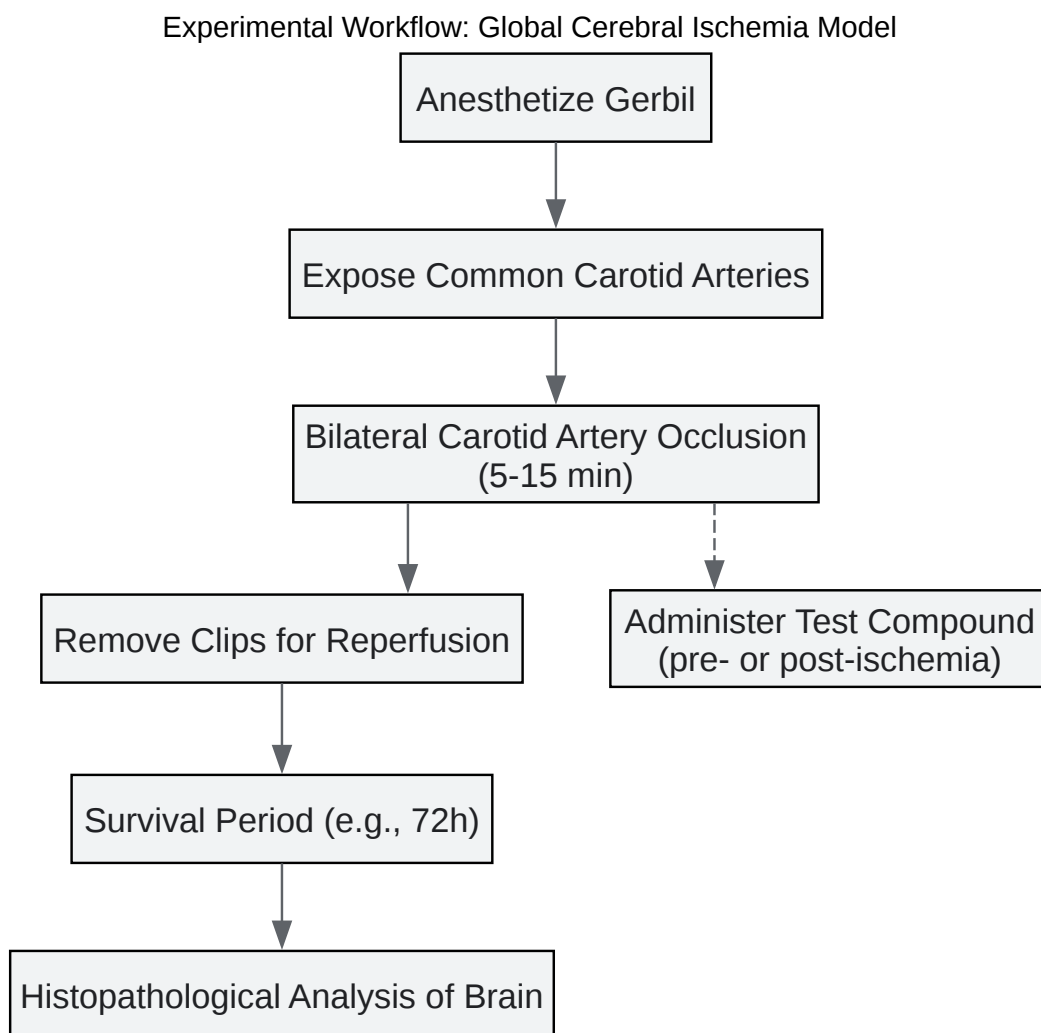 Experimental Workflow: Global Cerebral Ischemia Model
Anesthetize Gerbil
Expose Common Carotid Arteries
Bilateral Carotid Artery Occlusion
(5-15 min)
Remove Clips for Reperfusion
Administer Test Compound
(pre- or post-ischemia)
Survival Period (e.g., 72h)
Histopathological Analysis of Brain